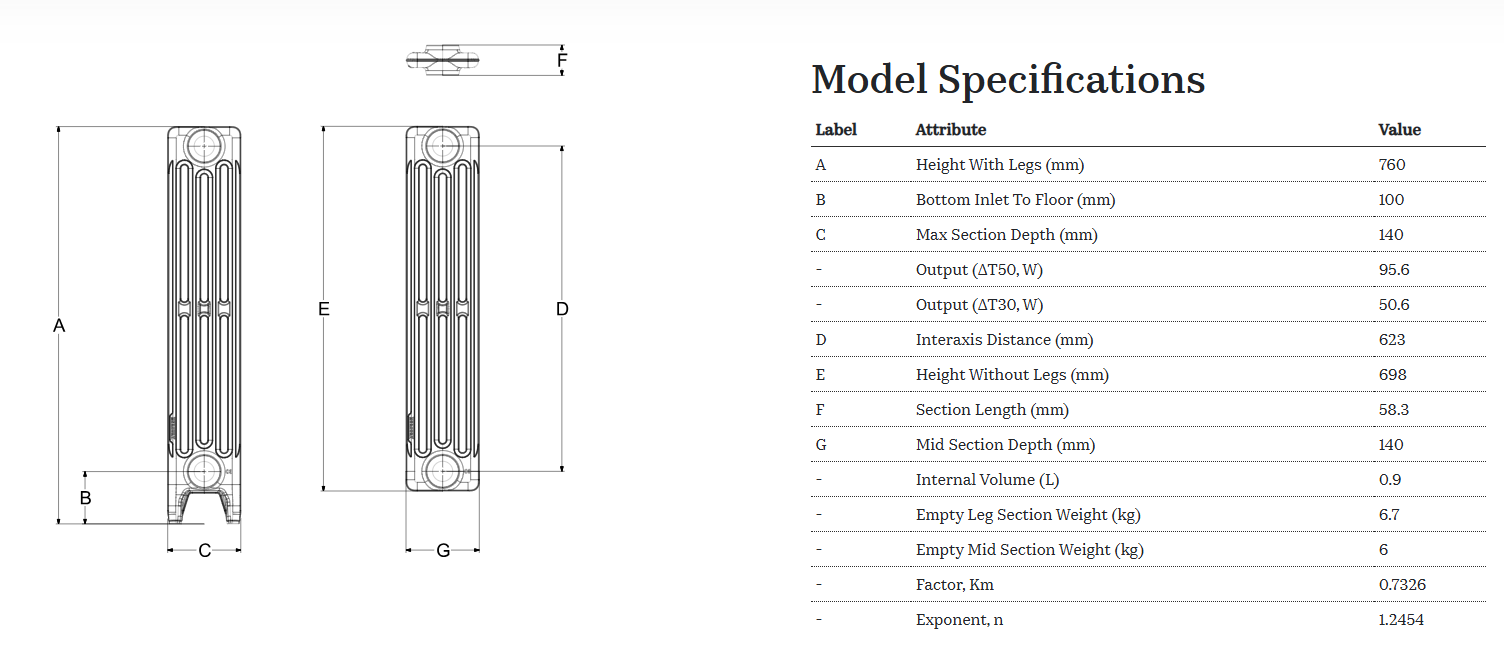 F
A
B
C
E
D
G
Model Specifications
Label Attribute Value
A Height With Legs (mm) 760
B Bottom Inlet To Floor (mm) 100
C Max Section Depth (mm) 140
- Output (ΔT50, W) 95.6
- Output (ΔT30, W) 50.6
D Interaxis Distance (mm) 623
E Height Without Legs (mm) 698
F Section Length (mm) 58.3
G Mid Section Depth (mm) 140
- Internal Volume (L) 0.9
- Empty Leg Section Weight (kg) 6.7
- Empty Mid Section Weight (kg) 6
- Factor, Km 0.7326
- Exponent, n 1.2454